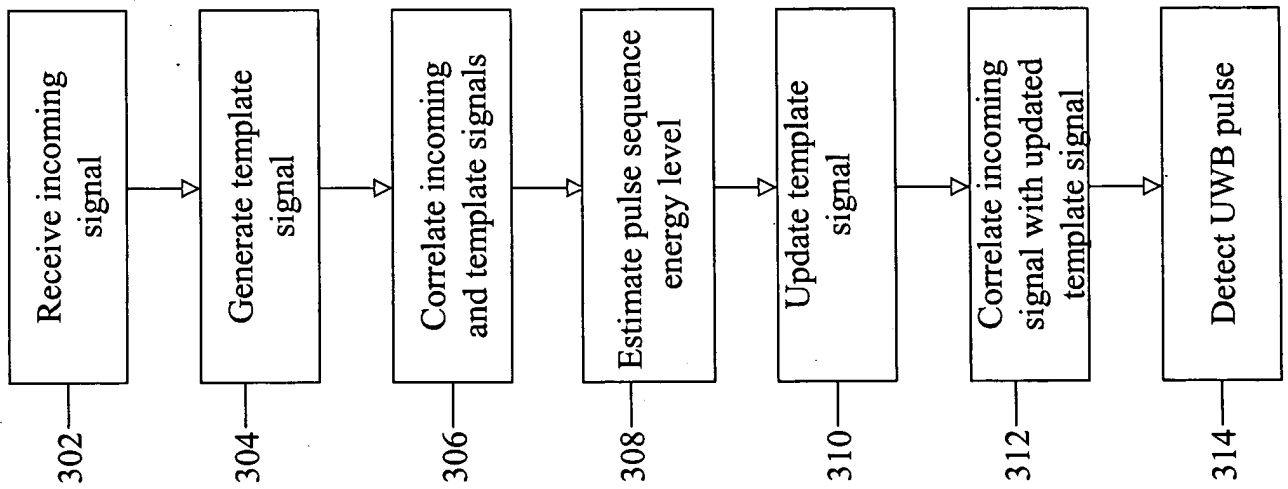 302
Receive incoming
signal
304
Generate template
signal
306
Correlate incoming
and template signals
308
Estimate pulse sequence
energy level
310
Update template
signal
312
Correlate incoming
signal with updated
template signal
314
Detect UWB pulse